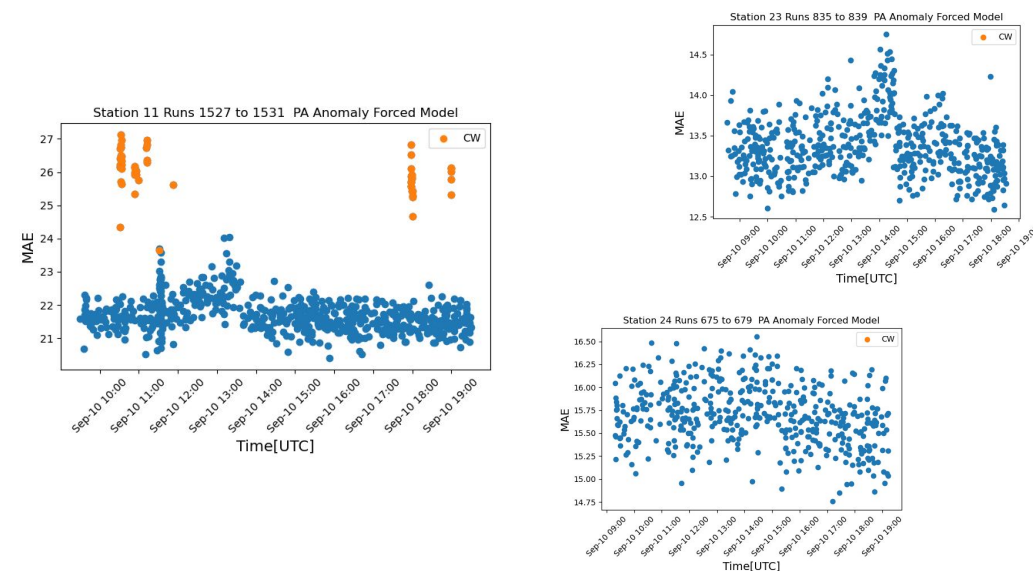 Station 11 Runs 1527 to 1531 PA Anomaly Forced Model
CW
MAE
27
26
25
24
23
22
21
Sep-10 10:00
Sep-10 11:00
Sep-10 12:00
Sep-10 13:00
Sep-10 14:00
Sep-10 15:00
Sep-10 16:00
Sep-10 17:00
Sep-10 18:00
Sep-10 19:00
Time[UTC]
Station 23 Runs 835 to 839 PA Anomaly Forced Model
CW
MAE
14.5
14.0
13.5
13.0
12.5
Sep-10 09:00
Sep-10 10:00
Sep-10 11:00
Sep-10 12:00
Sep-10 13:00
Sep-10 14:00
Sep-10 15:00
Sep-10 16:00
Sep-10 17:00
Sep-10 18:00
Sep-10 19:0
Time[UTC]
Station 24 Runs 675 to 679 PA Anomaly Forced Model
CW
MAE
16.50
16.25
16.00
15.75
15.50
15.25
15.00
14.75
Sep-10 09:00
Sep-10 10:00
Sep-10 11:00
Sep-10 12:00
Sep-10 13:00
Sep-10 14:00
Sep-10 15:00
Sep-10 16:00
Sep-10 17:00
Sep-10 18:00
Sep-10 19:00
Time[UTC]